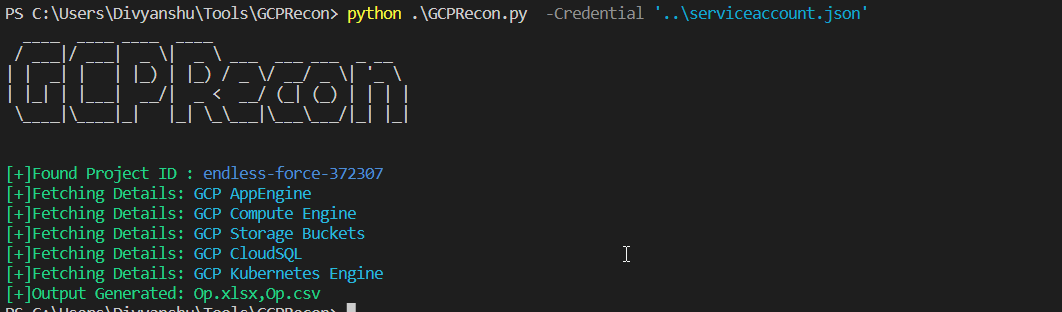 PS C:\Users\Divyanshu\Tools\GCPRecon> python .\GCPRecon.py  -Credential '..\serviceaccount.json'
GCPRecon
[+]Found Project ID : endless-force-372307
[+]Fetching Details: GCP AppEngine
[+]Fetching Details: GCP Compute Engine
[+]Fetching Details: GCP Storage Buckets
[+]Fetching Details: GCP CloudSQL
[+]Fetching Details: GCP Kubernetes Engine
[+]Output Generated: Op.xlsx,Op.csv
PS C:\Users\Divyanshu\Tools\GCPRecon>